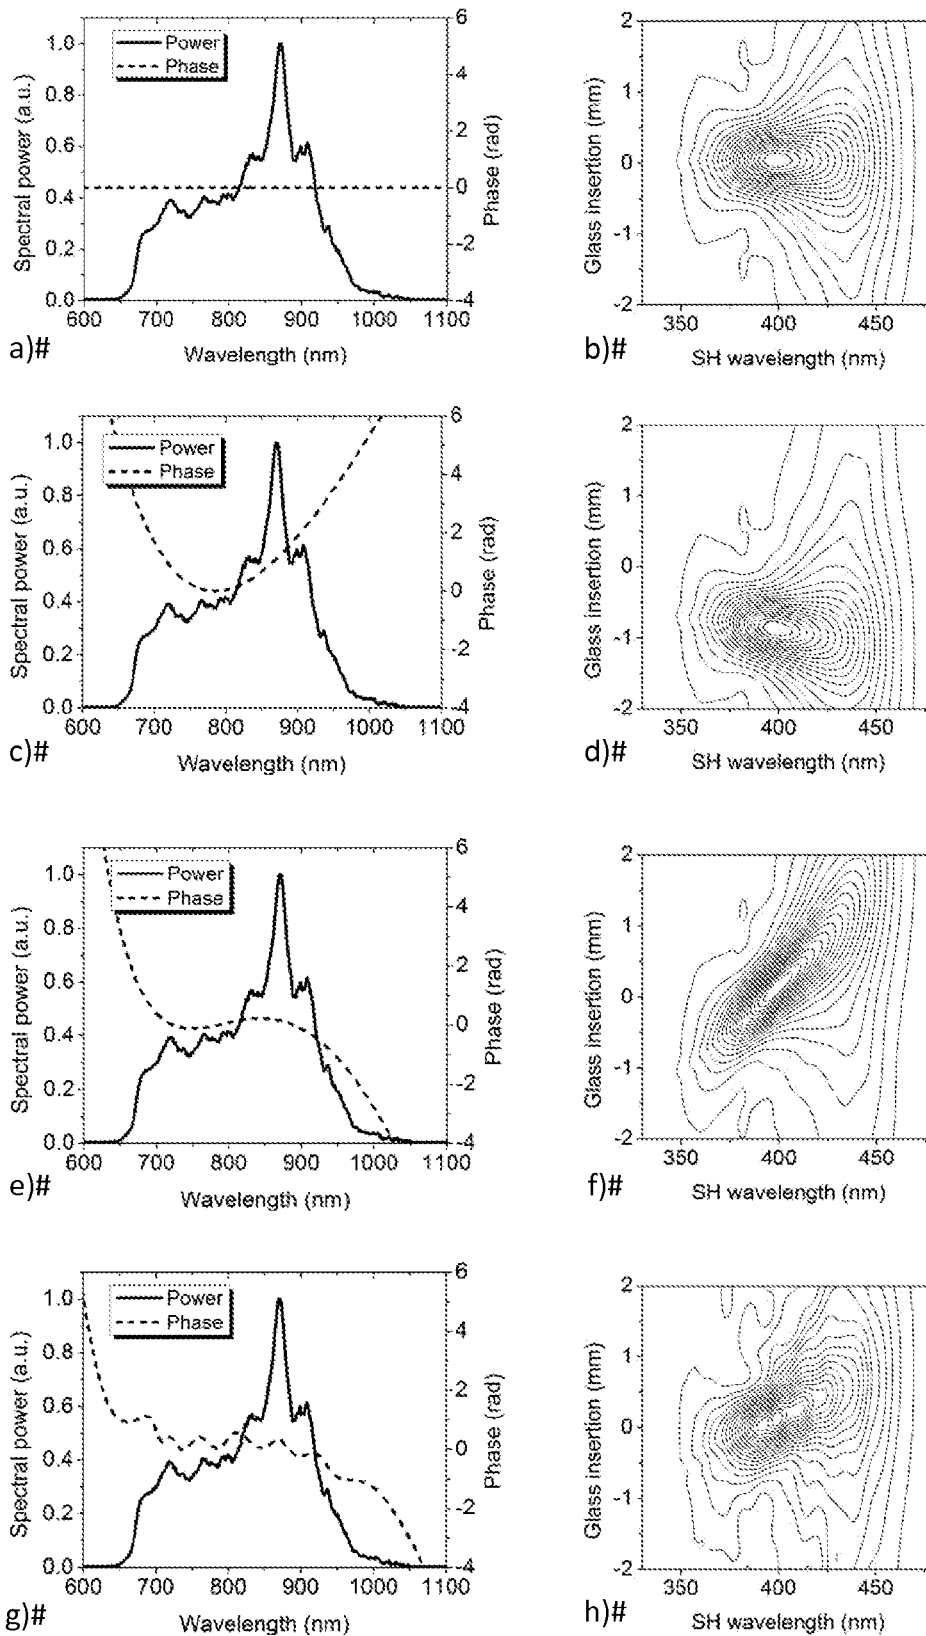 Power
Phase
1.0
0.8
0.6
0.4
0.2
0.0
Spectral power (a.u.)
6
4
2
0
-2
-4
Phase (rad)
600 700 800 900 1000 1100
Wavelength (nm)
a)#
2
1
0
-1
-2
Glass insertion (mm)
350 400 450
SH wavelength (nm)
b)#
Power
Phase
1.0
0.8
0.6
0.4
0.2
0.0
Spectral power (a.u.)
6
4
2
0
-2
-4
Phase (rad)
600 700 800 900 1000 1100
Wavelength (nm)
c)#
2
1
0
-1
-2
Glass insertion (mm)
350 400 450
SH wavelength (nm)
d)#
Power
Phase
1.0
0.8
0.6
0.4
0.2
0.0
Spectral power (a.u.)
6
4
2
0
-2
-4
Phase (rad)
600 700 800 900 1000 1100
Wavelength (nm)
e)#
2
1
0
-1
-2
Glass insertion (mm)
350 400 450
SH wavelength (nm)
f)#
Power
Phase
1.0
0.8
0.6
0.4
0.2
0.0
Spectral power (a.u.)
6
4
2
0
-2
-4
Phase (rad)
600 700 800 900 1000 1100
Wavelength (nm)
g)#
2
1
0
-1
-2
Glass insertion (mm)
350 400 450
SH wavelength (nm)
h)#